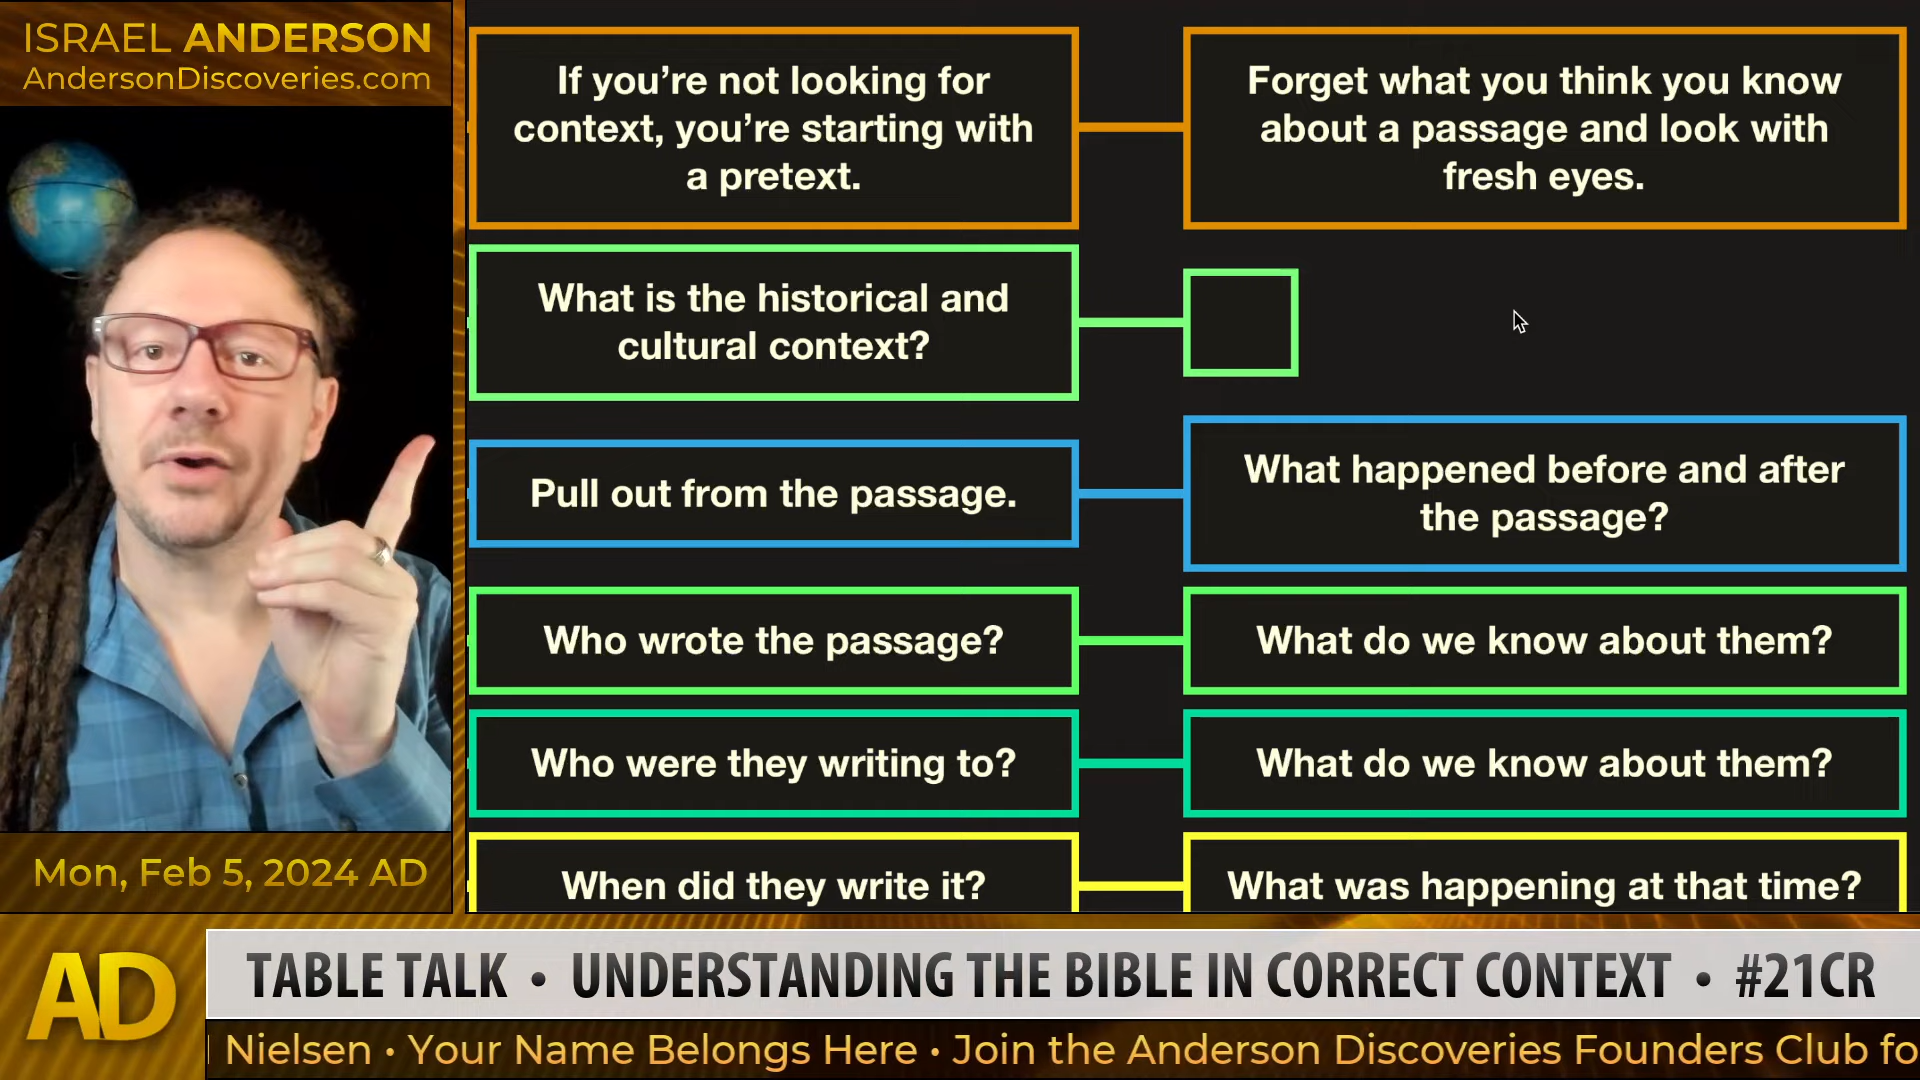 ISRAEL ANDERSON
AndersonDiscoveries.com
If you’re not looking for
context, you’re starting with
a pretext.
Forget what you think you know
about a passage and look with
fresh eyes.
What is the historical and
cultural context?
Pull out from the passage.
What happened before and after
the passage?
Who wrote the passage?
What do we know about them?
Who were they writing to?
What do we know about them?
When did they write it?
What was happening at that time?
Mon, Feb 5, 2024 AD
AD
TABLE TALK • UNDERSTANDING THE BIBLE IN CORRECT CONTEXT • #21CR
Nielsen • Your Name Belongs Here • Join the Anderson Discoveries Founders Club fo